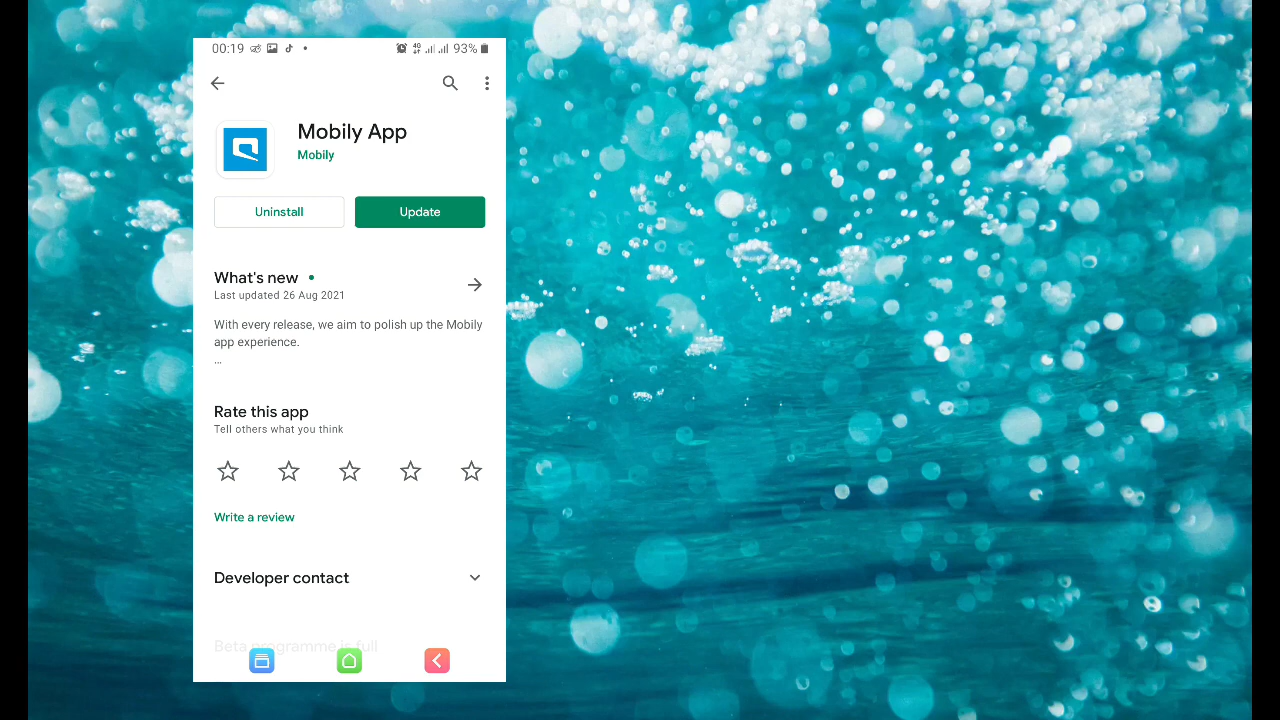 00:19 93%
Mobily App
Mobily
Uninstall Update
What's new
Last updated 26 Aug 2021
With every release, we aim to polish up the Mobily
app experience.
...
Rate this app
Tell others what you think
Write a review
Developer contact
Beta programme is full